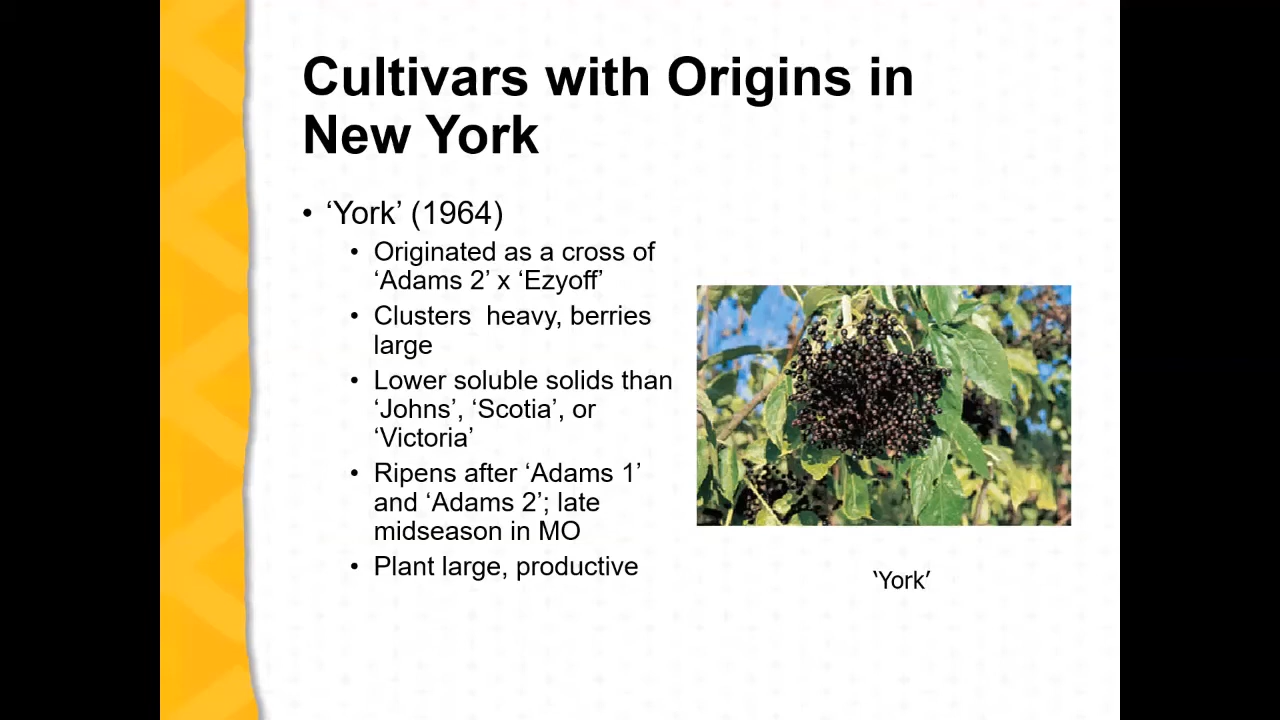 Cultivars with Origins in
New York
• ‘York’ (1964)
• Originated as a cross of
‘Adams 2’ x ‘Ezyoff’
• Clusters  heavy, berries
large
• Lower soluble solids than
‘Johns’, ‘Scotia’, or
‘Victoria’
• Ripens after ‘Adams 1’
and ‘Adams 2’; late
midseason in MO
• Plant large, productive
‘York’